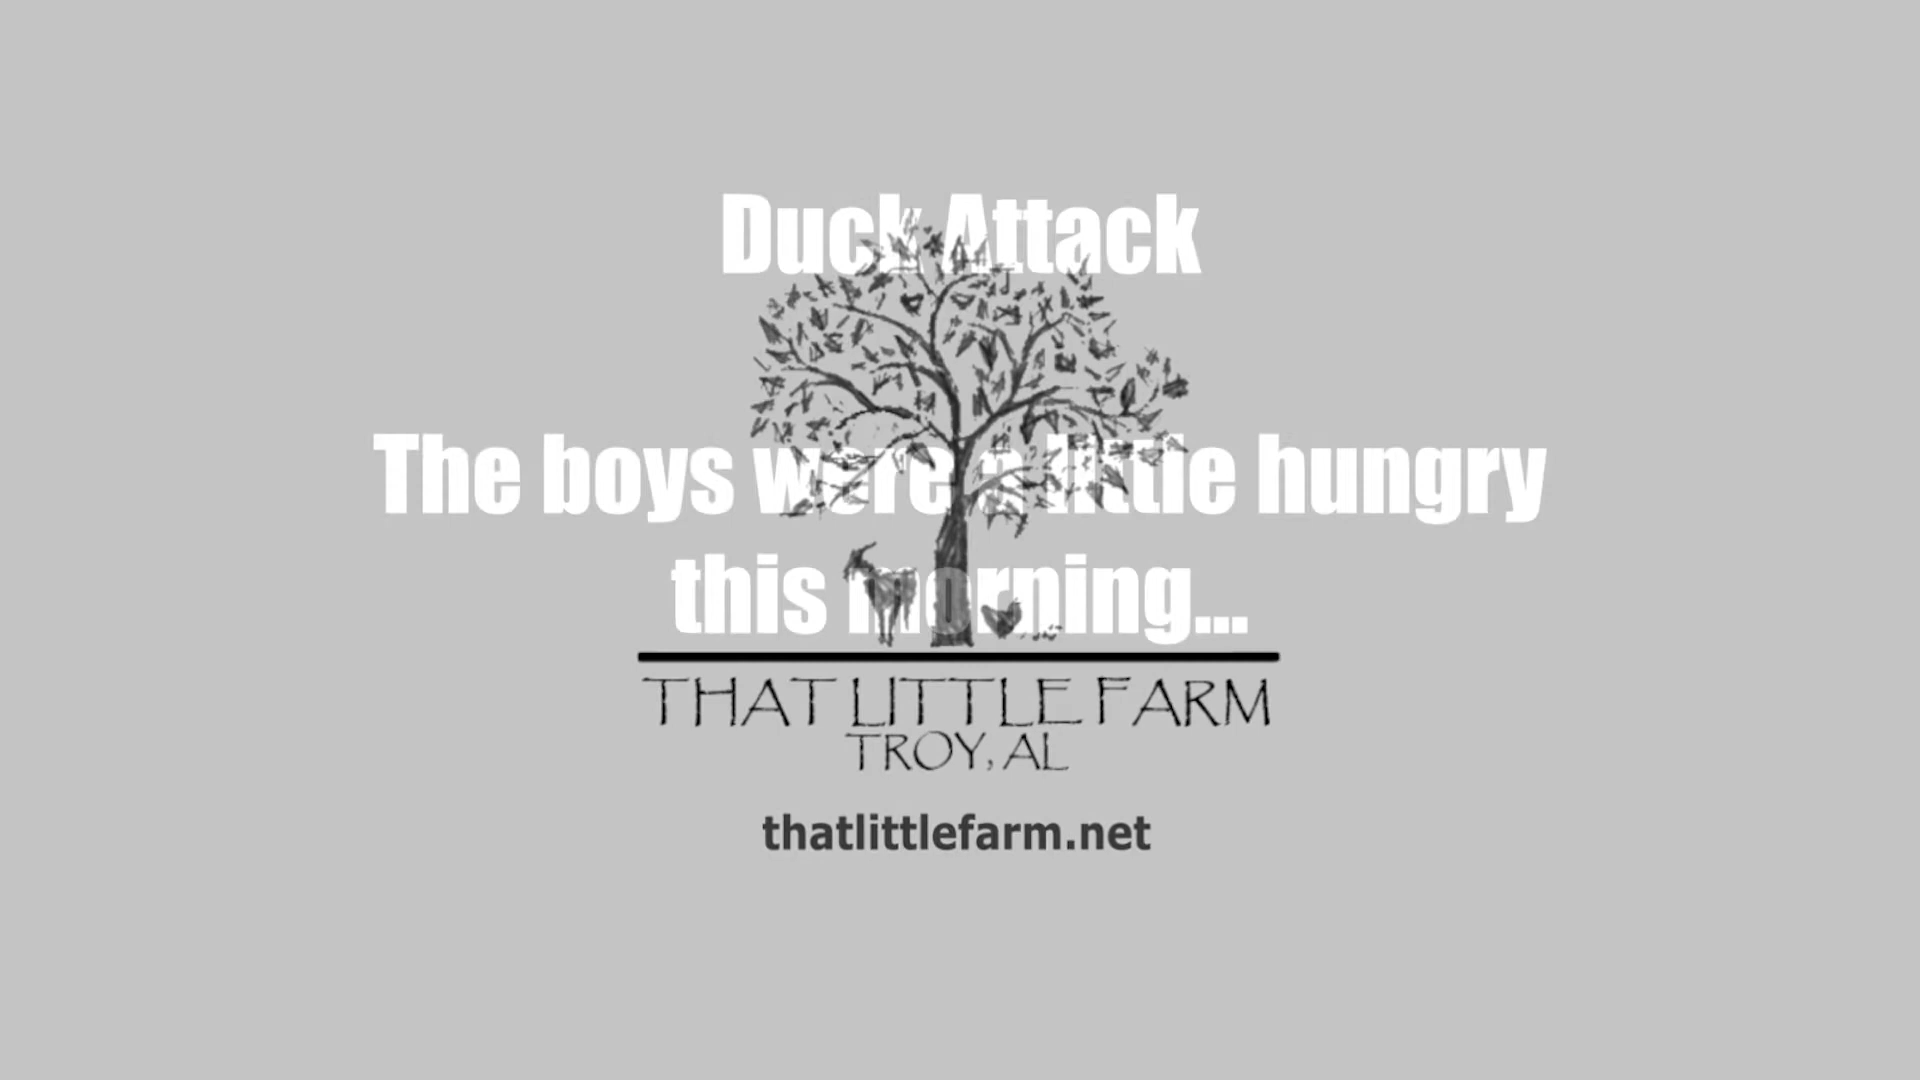 Duck Attack
The boys were a little hungry
this morning...
THAT LITTLE FARM
TROY, AL
thatlittlefarm.net